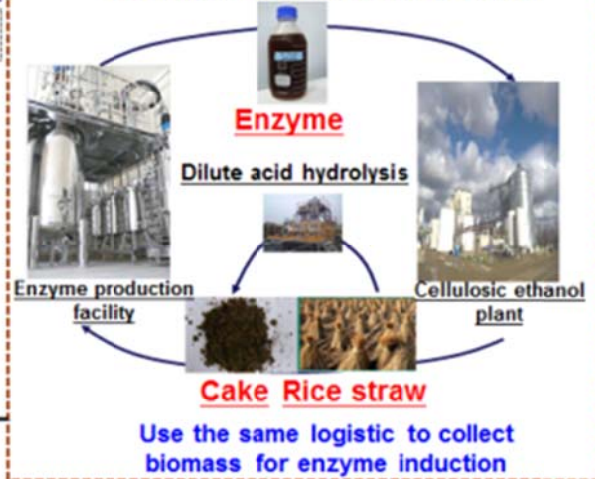 Enzyme
Dilute acid hydrolysis
Enzyme production
facility
Cellulosic ethanol
plant
Cake Rice straw
Use the same logistic to collect
biomass for enzyme induction